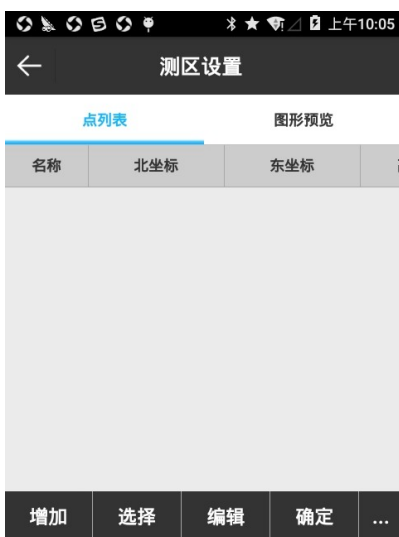 上午10:05
测区设置
点列表 图形预览
名称 北坐标 东坐标
增加 选择 编辑 确定 ...